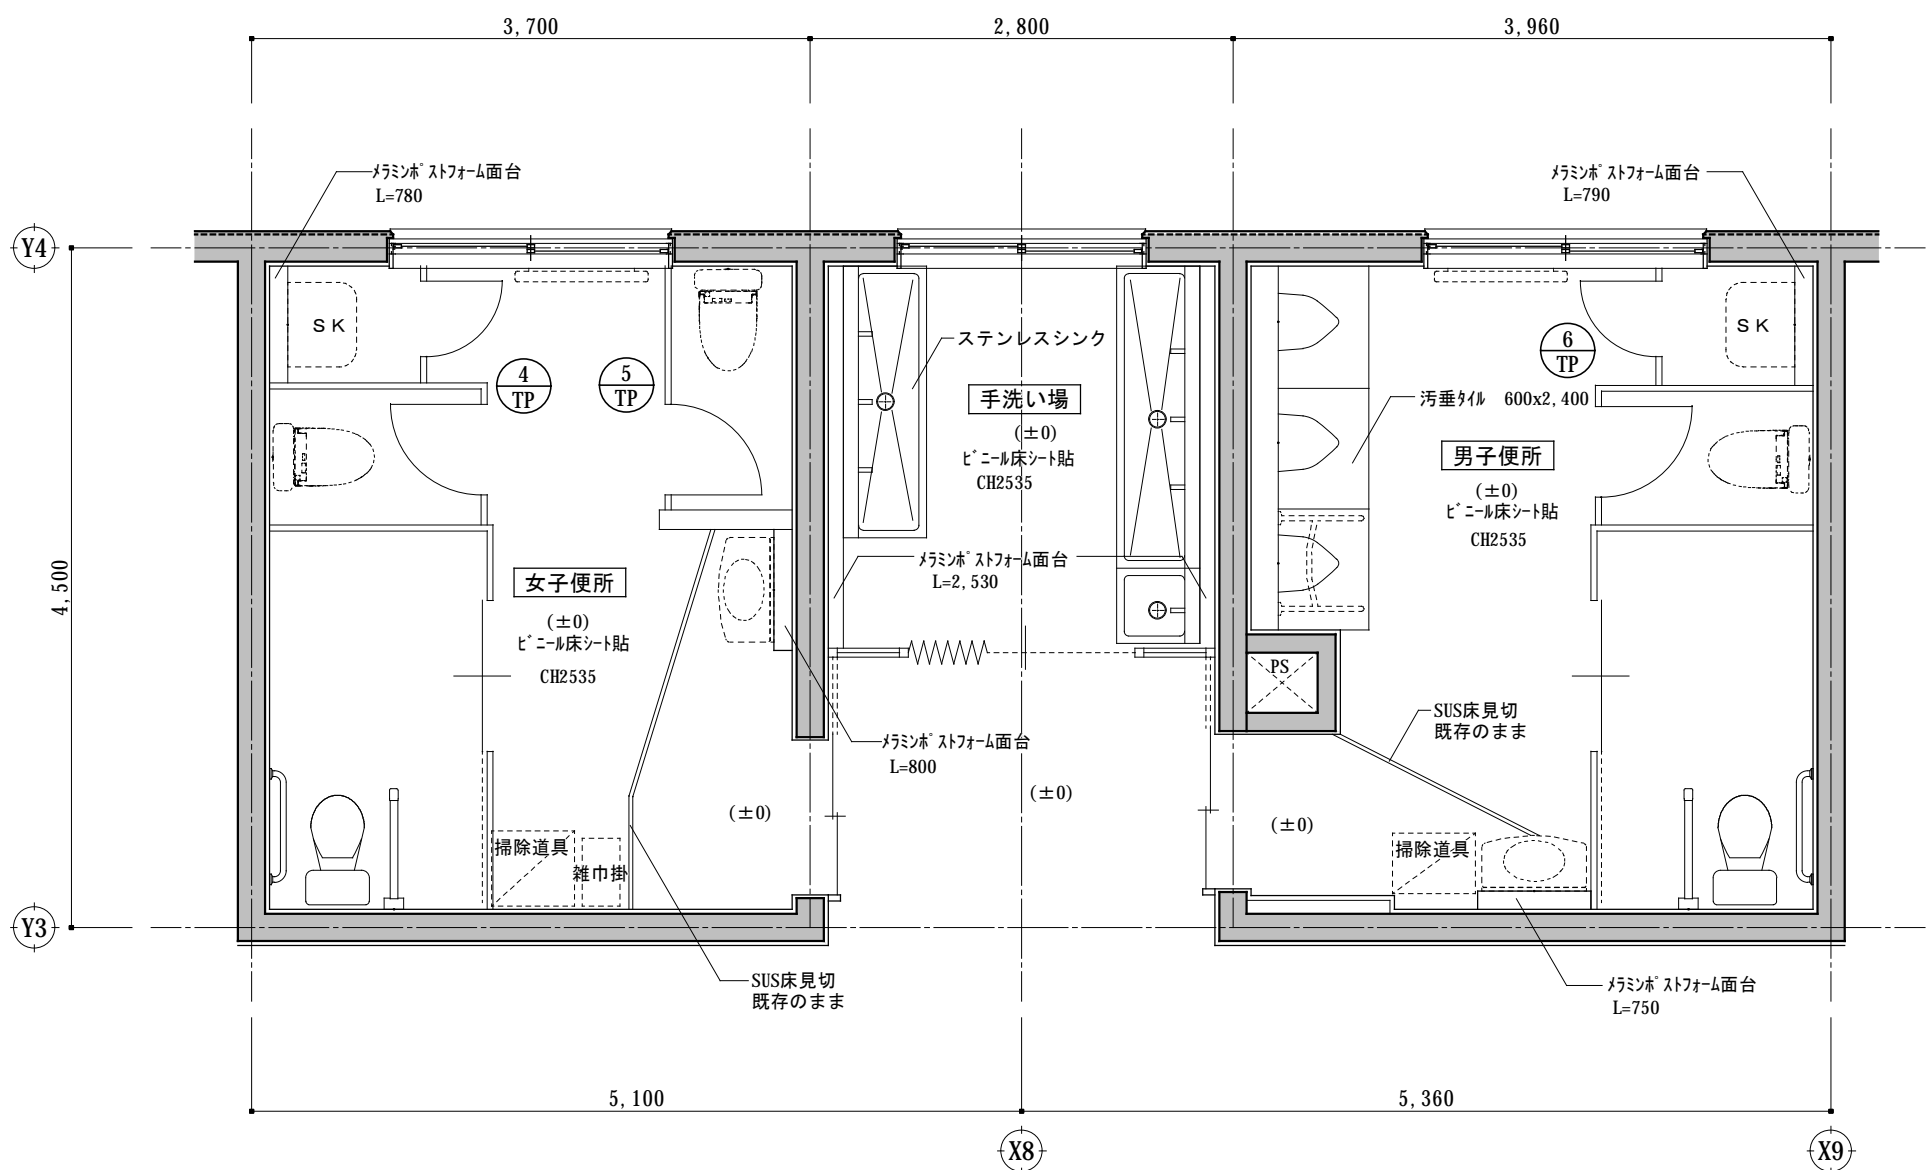 3,700
2,800
3,960
ﾒﾗﾐﾝﾎﾟｽﾄﾌｫｰﾑ面台
L=780
ﾒﾗﾐﾝﾎﾟｽﾄﾌｫｰﾑ面台
L=790
Y4
SK
SK
ステンレスシンク
4
TP
5
TP
6
TP
手洗い場
(±0)
ﾋﾞﾆｰﾙ床ｼｰﾄ貼
CH2535
汚垂ﾀｲﾙ 600x2,400
男子便所
(±0)
ﾋﾞﾆｰﾙ床ｼｰﾄ貼
CH2535
4,500
女子便所
(±0)
ﾋﾞﾆｰﾙ床ｼｰﾄ貼
CH2535
ﾒﾗﾐﾝﾎﾟｽﾄﾌｫｰﾑ面台
L=2,530
PS
SUS床見切
既存のまま
ﾒﾗﾐﾝﾎﾟｽﾄﾌｫｰﾑ面台
L=800
(±0)
(±0)
(±0)
掃除道具
雑巾掛
掃除道具
Y3
SUS床見切
既存のまま
ﾒﾗﾐﾝﾎﾟｽﾄﾌｫｰﾑ面台
L=750
5,100
5,360
X8
X9